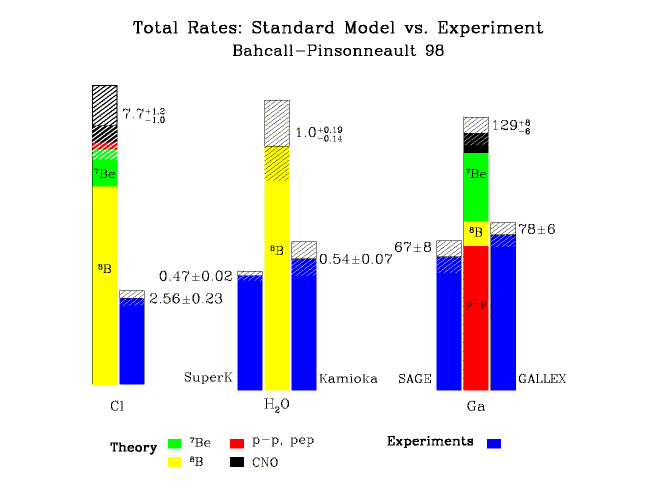 Total Rates: Standard Model vs. Experiment
Bahcall–Pinsonneault 98
7.7+1.2−1.0
1.0+0.19−0.14
129+8−6
⁷Be
⁷Be
⁸B
⁸B
⁸B
67±8
78±6
0.47±0.02
0.54±0.07
2.56±0.23
p−p
SuperK
Kamioka
SAGE
GALLEX
Cl
H₂O
Ga
Theory
⁷Be
p−p, pep
⁸B
CNO
Experiments